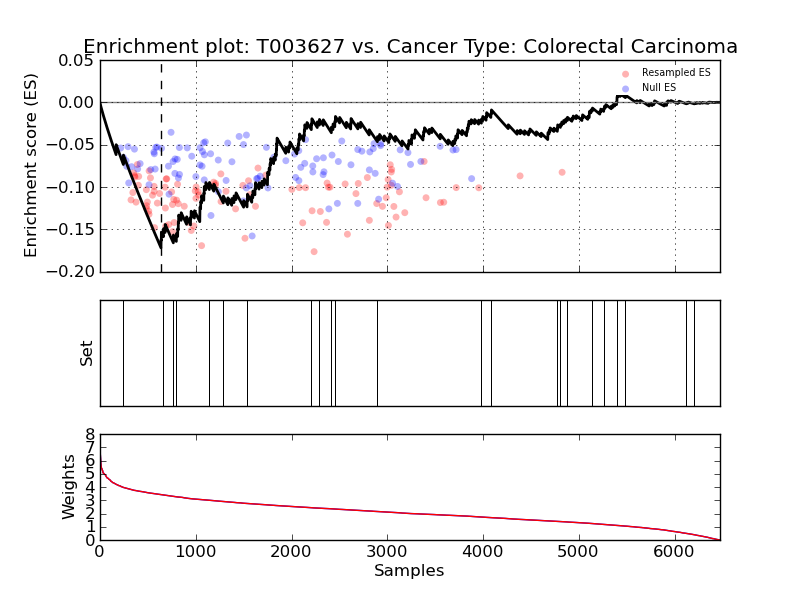 Enrichment plot: T003627 vs. Cancer Type: Colorectal Carcinoma
Enrichment score (ES)
0.05
0.00
−0.05
−0.10
−0.15
−0.20
Resampled ES
Null ES
Set
Weights
8
7
6
5
4
3
2
1
0
0 1000 2000 3000 4000 5000 6000
Samples